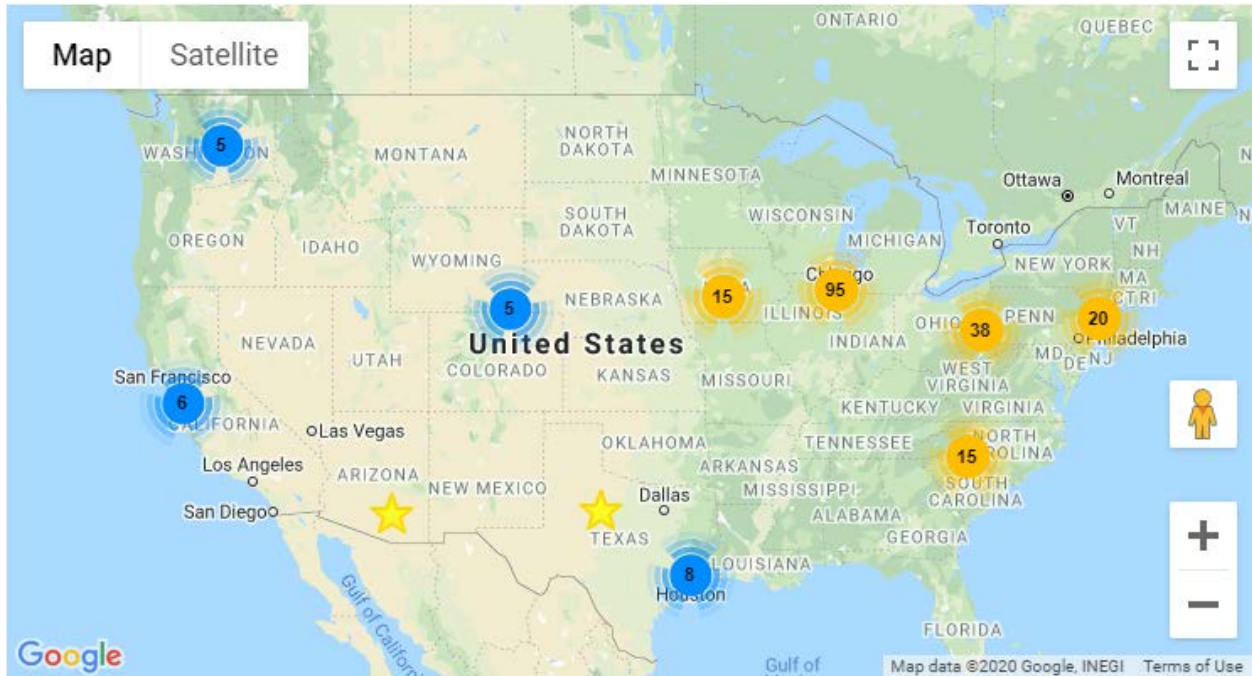 ONTARIO
QUEBEC
Map
Satellite
5
WASHINGTON
MONTANA
NORTH
DAKOTA
MINNESOTA
Ottawa
Montreal
MAINE
SOUTH
DAKOTA
WISCONSIN
VT
OREGON
IDAHO
MICHIGAN
Toronto
NH
WYOMING
NEW YORK
MA
Chicago
CT RI
5
NEBRASKA
15
95
ILLINOIS
OHIO
38
PENN
20
Philadelphia
NEVADA
United States
INDIANA
MD
DE
NJ
UTAH
COLORADO
KANSAS
MISSOURI
WEST
VIRGINIA
San Francisco
6
CALIFORNIA
KENTUCKY
VIRGINIA
Las Vegas
OKLAHOMA
TENNESSEE
NORTH
CAROLINA
15
Los Angeles
ARIZONA
NEW MEXICO
ARKANSAS
SOUTH
CAROLINA
San Diego
Dallas
MISSISSIPPI
ALABAMA
TEXAS
GEORGIA
LOUISIANA
8
Houston
Gulf of California
FLORIDA
Google
Gulf of
Map data ©2020 Google, INEGI
Terms of Use